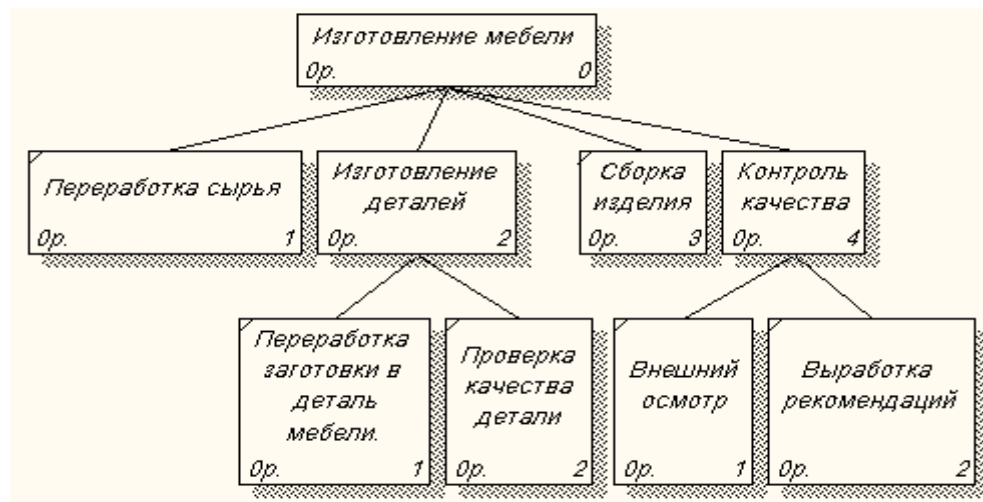 Изготовление мебели
0р. 0
Переработка сырья
0р. 1
Изготовление
деталей
0р. 2
Сборка
изделия
0р. 3
Контроль
качества
0р. 4
Переработка
заготовки в
деталь
мебели.
0р. 1
Проверка
качества
детали
0р. 2
Внешний
осмотр
0р. 1
Выработка
рекомендаций
0р. 2